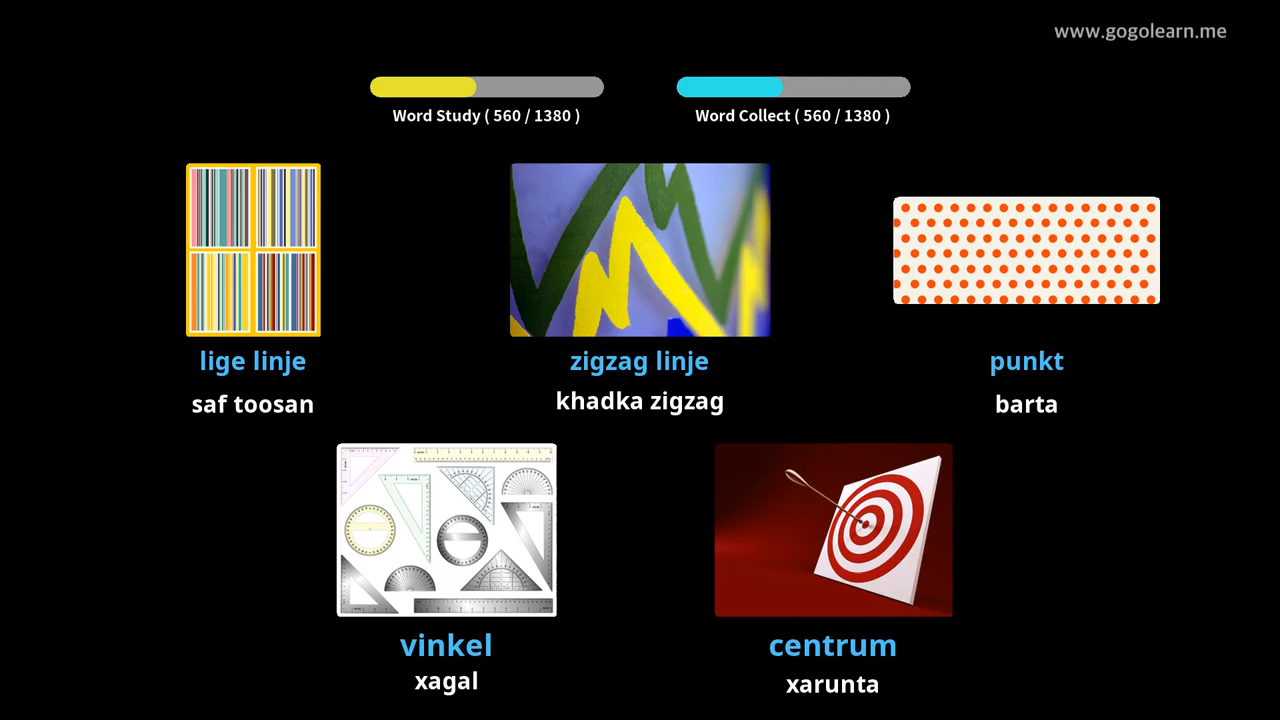 www.gogolearn.me
Word Study ( 560 / 1380 )
Word Collect ( 560 / 1380 )
lige linje
zigzag linje
punkt
saf toosan
khadka zigzag
barta
vinkel
centrum
xagal
xarunta